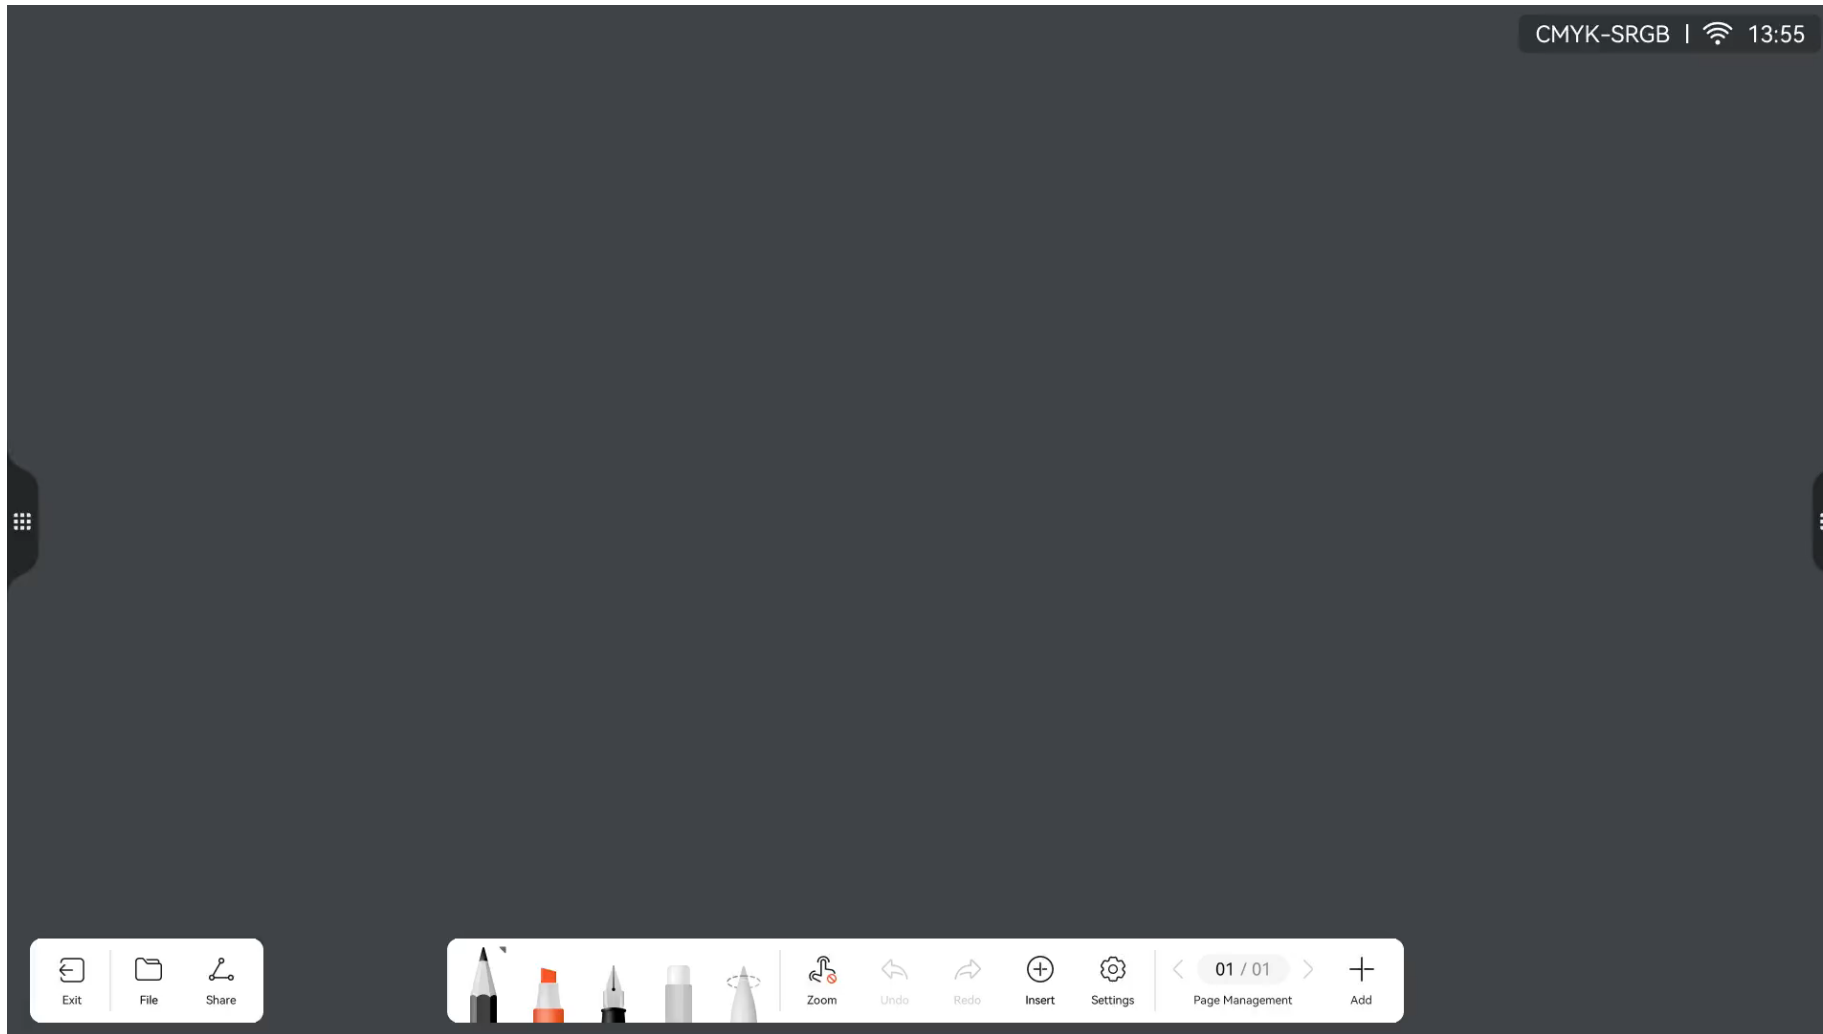 CMYK-SRGB | 13:55
Exit File Share Zoom Undo Redo Insert Settings 01 / 01 Page Management Add